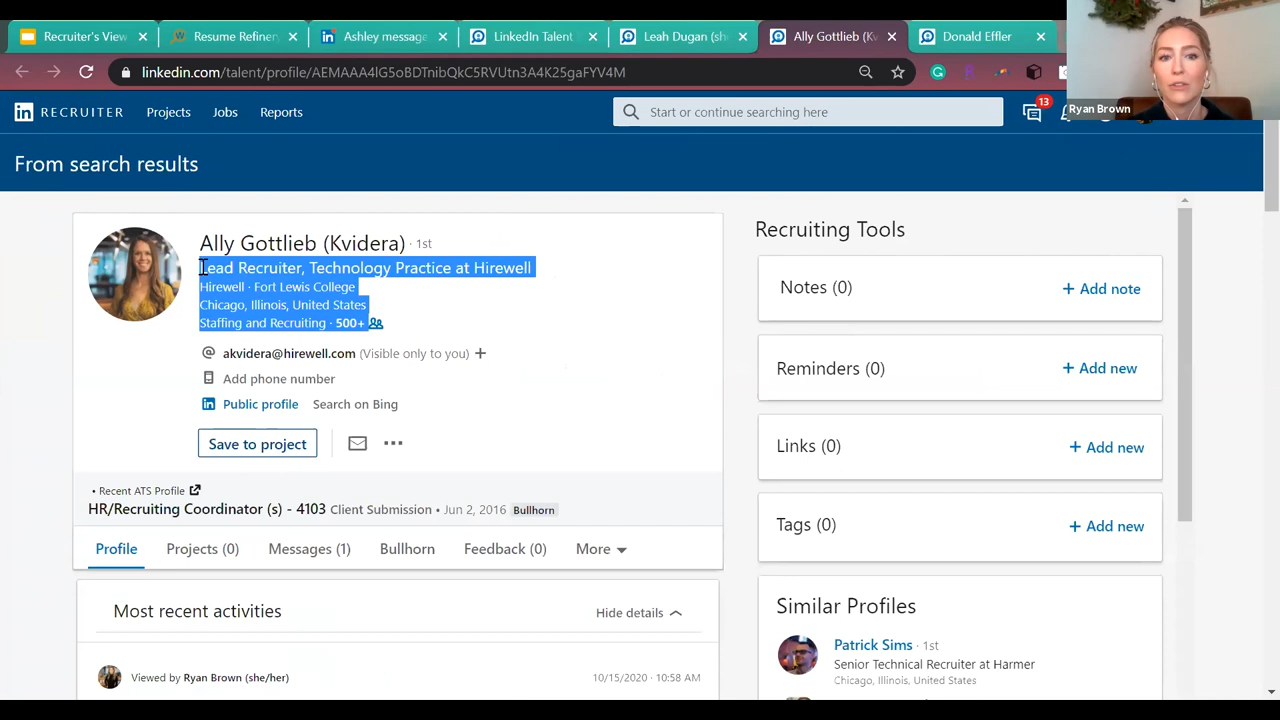 Recruiter's View
Resume Refiner
Ashley message
LinkedIn Talent
Leah Dugan (sh
Ally Gottlieb (Kv
Donald Effler
linkedin.com/talent/profile/AEMAAA4lG5oBDTnibQkC5RVUtn3A4K25gaFYV4M
Ryan Brown
in RECRUITER
Projects
Jobs
Reports
Start or continue searching here
13
From search results
Ally Gottlieb (Kvidera) · 1st
Lead Recruiter, Technology Practice at Hirewell
Hirewell · Fort Lewis College
Chicago, Illinois, United States
Staffing and Recruiting · 500+
akvidera@hirewell.com (Visible only to you) +
Add phone number
Public profile Search on Bing
Save to project
• Recent ATS Profile
HR/Recruiting Coordinator (s) - 4103 Client Submission • Jun 2, 2016 Bullhorn
Profile
Projects (0)
Messages (1)
Bullhorn
Feedback (0)
More
Most recent activities
Hide details
Viewed by Ryan Brown (she/her)
10/15/2020 · 10:58 AM
Recruiting Tools
Notes (0)
+ Add note
Reminders (0)
+ Add new
Links (0)
+ Add new
Tags (0)
+ Add new
Similar Profiles
Patrick Sims · 1st
Senior Technical Recruiter at Harmer
Chicago, Illinois, United States